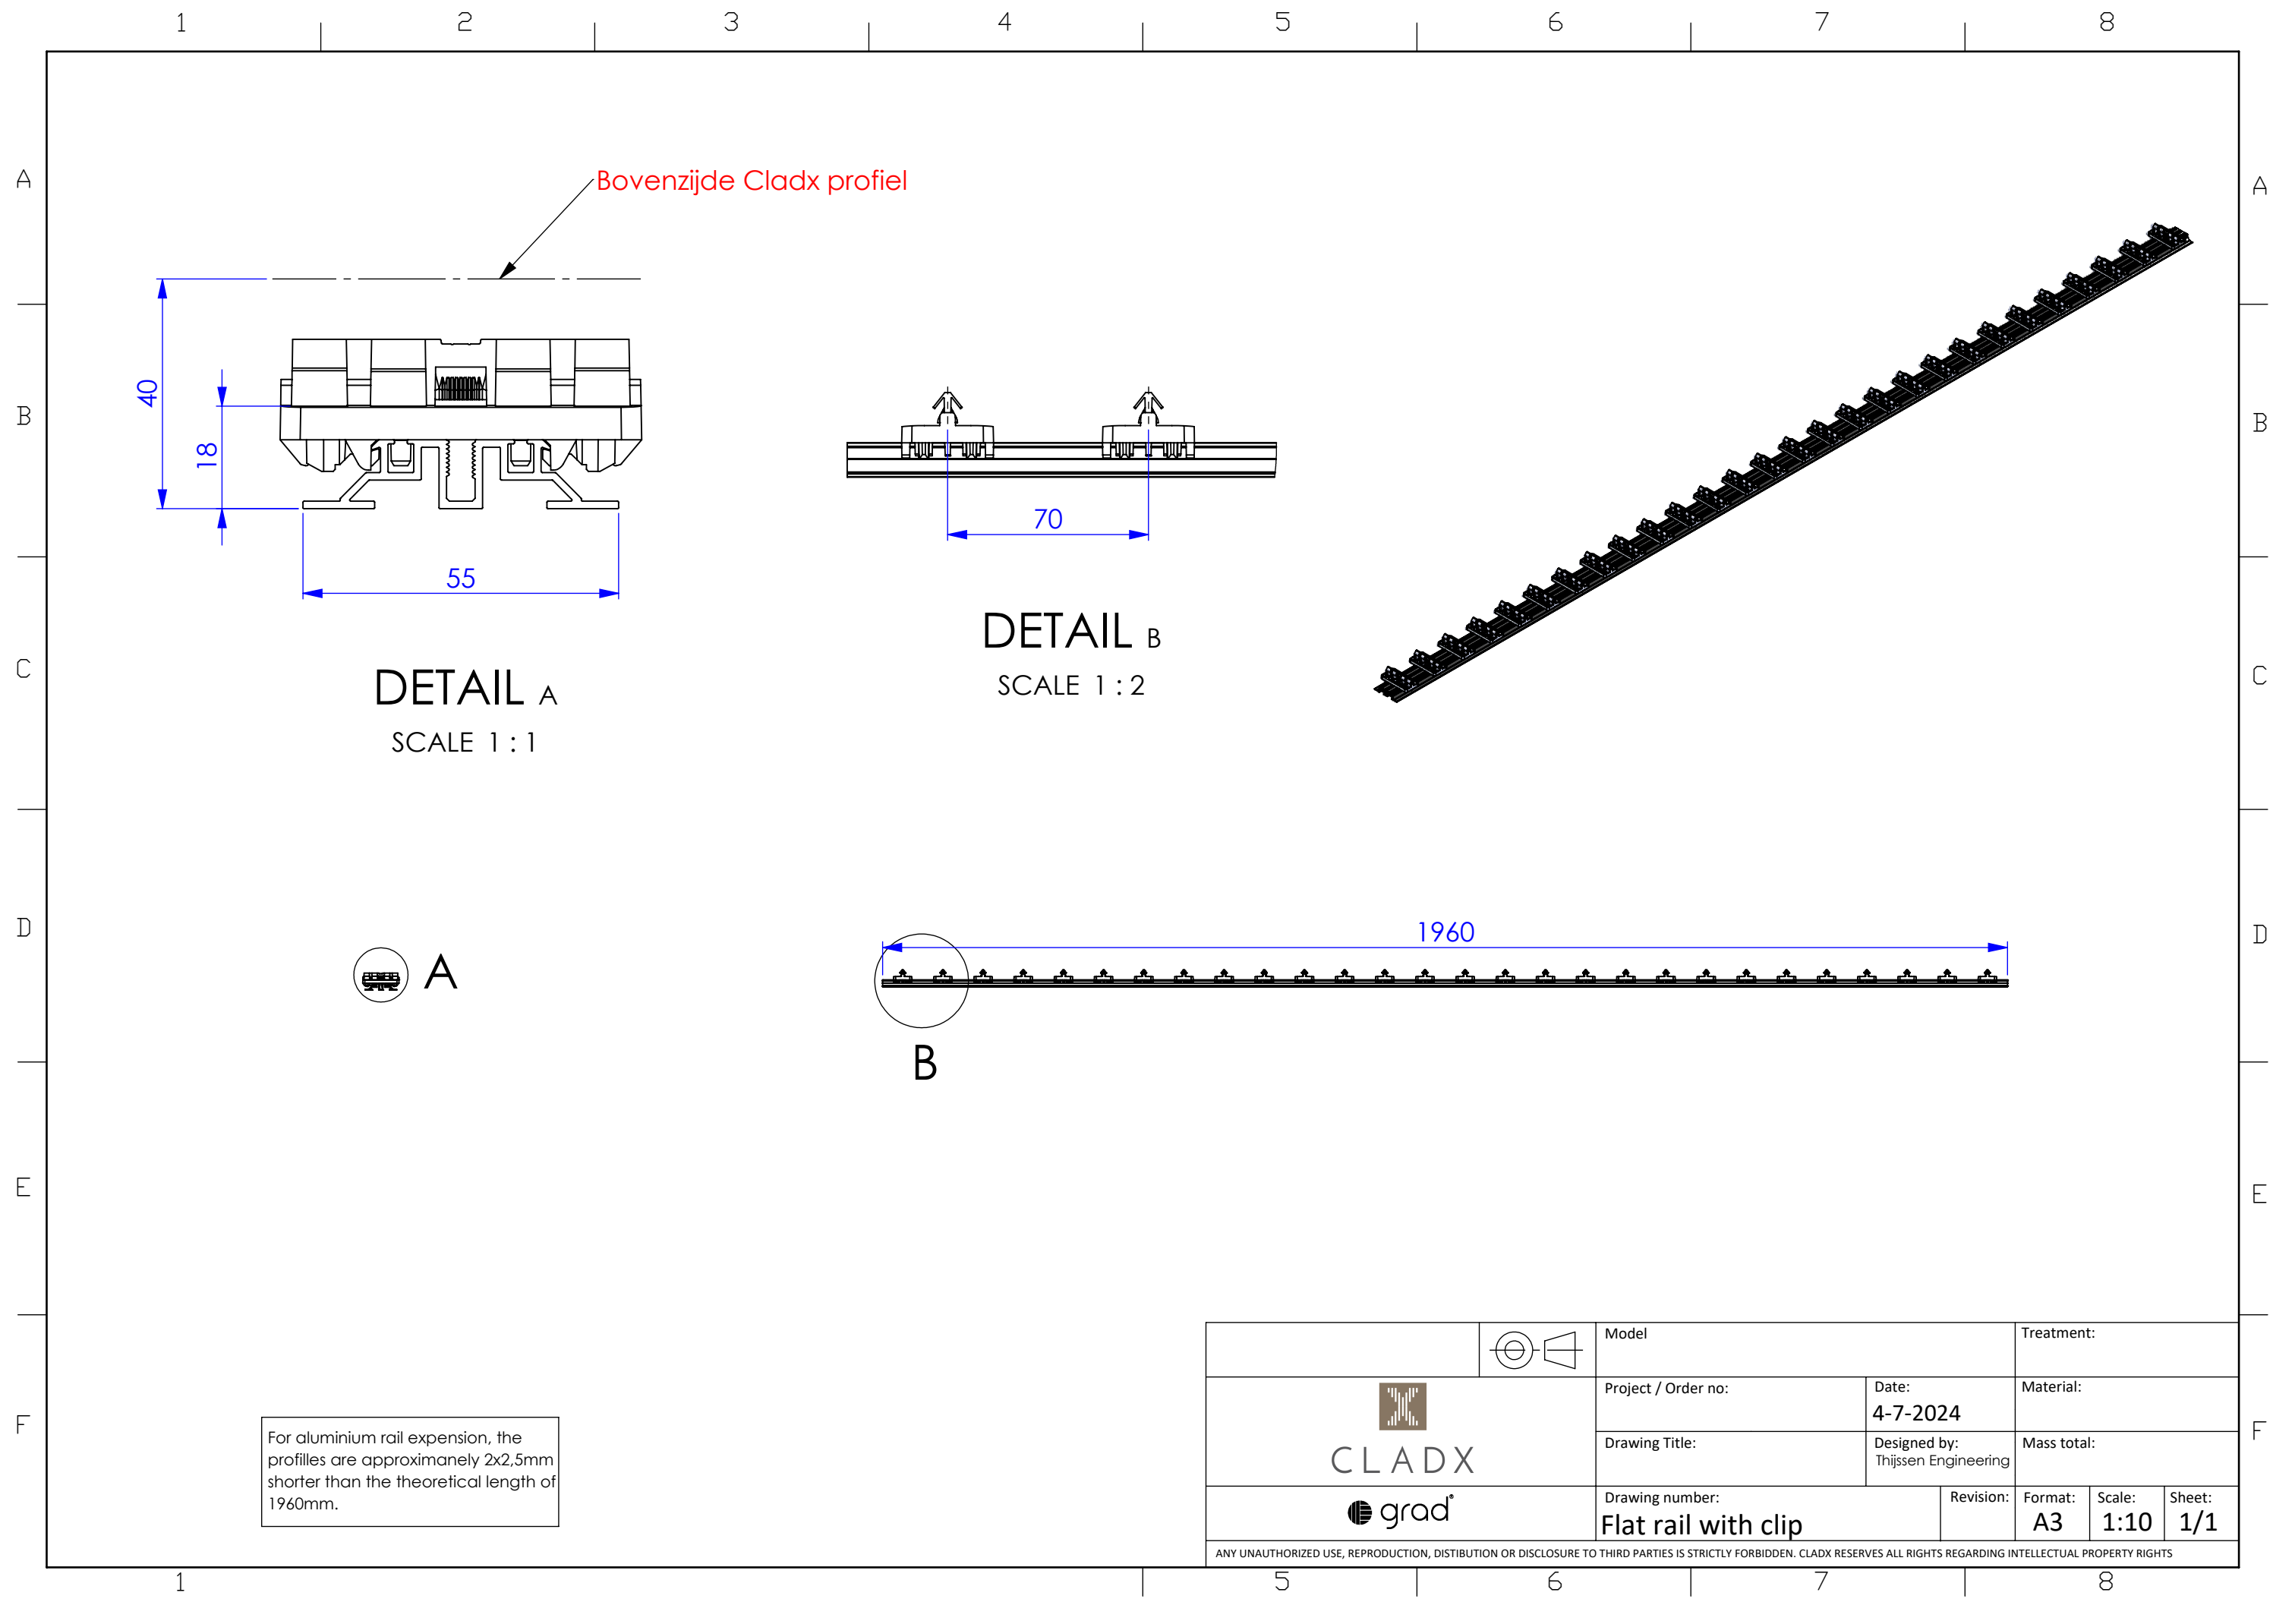 1 2 3 4 5 6 7 8
A A
Bovenzijde Cladx profiel
40
18
55
70
B B
DETAIL A
SCALE 1 : 1
DETAIL B
SCALE 1 : 2
C C
D D
1960
A
B
E E
F F
For aluminium rail expension, the
profilles are approximanely 2x2,5mm
shorter than the theoretical length of
1960mm.
Model
Treatment:
CLADX
Project / Order no:
Date:
4-7-2024
Material:
Drawing Title:
Designed by:
Thijssen Engineering
Mass total:
grad®
Drawing number:
Flat rail with clip
Revision:
Format:
A3
Scale:
1:10
Sheet:
1/1
ANY UNAUTHORIZED USE, REPRODUCTION, DISTIBUTION OR DISCLOSURE TO THIRD PARTIES IS STRICTLY FORBIDDEN. CLADX RESERVES ALL RIGHTS REGARDING INTELLECTUAL PROPERTY RIGHTS
1 5 6 7 8